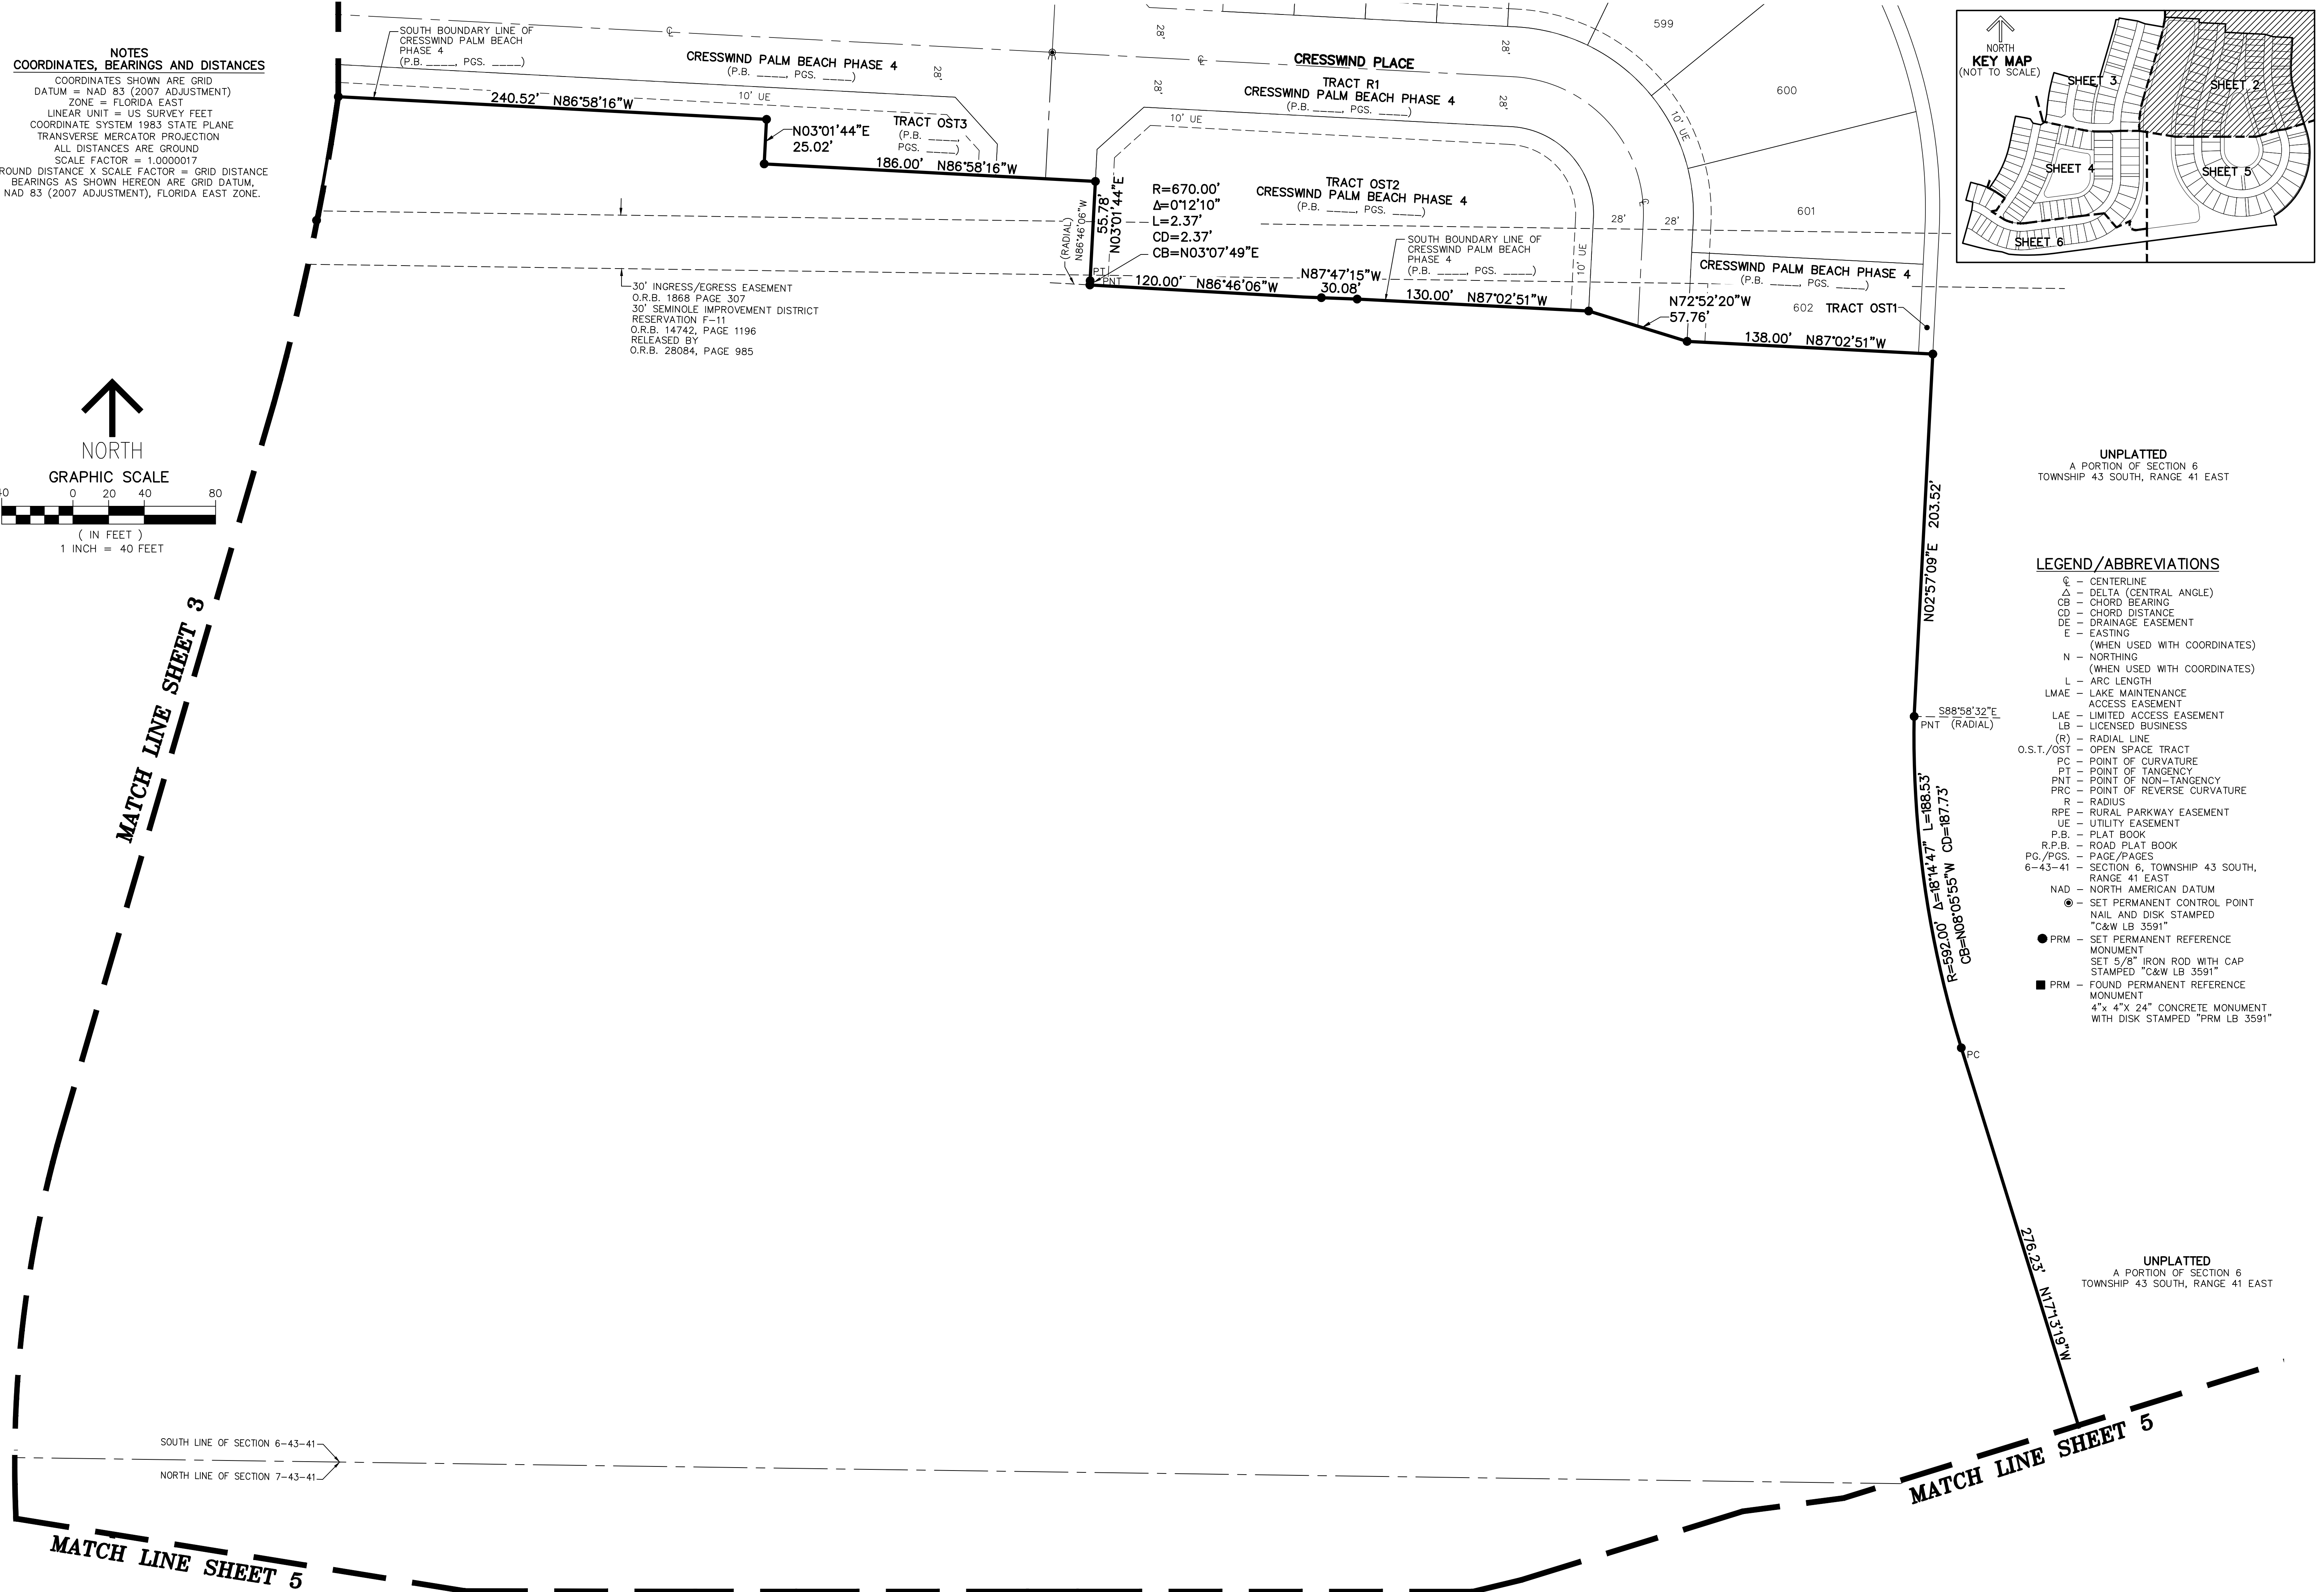 NOTES
COORDINATES, BEARINGS AND DISTANCES
COORDINATES SHOWN ARE GRID
DATUM = NAD 83 (2007 ADJUSTMENT)
ZONE = FLORIDA EAST
LINEAR UNIT = US SURVEY FEET
COORDINATE SYSTEM 1983 STATE PLANE
TRANSVERSE MERCATOR PROJECTION
ALL DISTANCES ARE GROUND
SCALE FACTOR = 1.0000017
ROUND DISTANCE X SCALE FACTOR = GRID DISTANCE
BEARINGS AS SHOWN HEREON ARE GRID DATUM,
NAD 83 (2007 ADJUSTMENT), FLORIDA EAST ZONE.
SOUTH BOUNDARY LINE OF
CRESSWIND PALM BEACH
PHASE 4
(P.B. ____, PGS. ____)
CRESSWIND PALM BEACH PHASE 4
(P.B. ____, PGS. ____)
28'
240.52' N86°58'16"W
10' UE
N03°01'44"E
25.02'
TRACT OST3
(P.B. ____,
PGS. ____)
186.00' N86°58'16"W
28'
28'
CRESSWIND PLACE
28'
28'
TRACT R1
CRESSWIND PALM BEACH PHASE 4
(P.B. ____, PGS. ____)
10' UE
TRACT OST2
CRESSWIND PALM BEACH PHASE 4
(P.B. ____, PGS. ____)
R=670.00'
Δ=0°12'10"
L=2.37'
CD=2.37'
CB=N03°07'49"E
55.78'
N03°01'44"E
N86°46'06"W
(RADIAL)
PT
PNT
120.00' N86°46'06"W
N87°47'15"W
30.08'
SOUTH BOUNDARY LINE OF
CRESSWIND PALM BEACH
PHASE 4
(P.B. ____, PGS. ____)
130.00' N87°02'51"W
10' UE
28'
28'
10' UE
599
600
601
602
CRESSWIND PALM BEACH PHASE 4
(P.B. ____, PGS. ____)
N72°52'20"W
57.76'
TRACT OST1
138.00' N87°02'51"W
30' INGRESS/EGRESS EASEMENT
O.R.B. 1868 PAGE 307
30' SEMINOLE IMPROVEMENT DISTRICT
RESERVATION F-11
O.R.B. 14742, PAGE 1196
RELEASED BY
O.R.B. 28084, PAGE 985
NORTH
KEY MAP
(NOT TO SCALE)
SHEET 3
SHEET 2
SHEET 4
SHEET 5
SHEET 6
NORTH
GRAPHIC SCALE
0 20 40 80
( IN FEET )
1 INCH = 40 FEET
MATCH LINE SHEET 3
UNPLATTED
A PORTION OF SECTION 6
TOWNSHIP 43 SOUTH, RANGE 41 EAST
N02°57'09"E 203.52'
S88°58'32"E
PNT (RADIAL)
R=592.00' Δ=18°14'47" L=188.53'
CB=N08°05'55"W CD=187.73'
PC
276.23' N17°13'19"W
LEGEND/ABBREVIATIONS
℄ - CENTERLINE
Δ - DELTA (CENTRAL ANGLE)
CB - CHORD BEARING
CD - CHORD DISTANCE
DE - DRAINAGE EASEMENT
E - EASTING
(WHEN USED WITH COORDINATES)
N - NORTHING
(WHEN USED WITH COORDINATES)
L - ARC LENGTH
LMAE - LAKE MAINTENANCE
ACCESS EASEMENT
LAE - LIMITED ACCESS EASEMENT
LB - LICENSED BUSINESS
(R) - RADIAL LINE
O.S.T./OST - OPEN SPACE TRACT
PC - POINT OF CURVATURE
PT - POINT OF TANGENCY
PNT - POINT OF NON-TANGENCY
PRC - POINT OF REVERSE CURVATURE
R - RADIUS
RPE - RURAL PARKWAY EASEMENT
UE - UTILITY EASEMENT
P.B. - PLAT BOOK
R.P.B. - ROAD PLAT BOOK
PG./PGS. - PAGE/PAGES
6-43-41 - SECTION 6, TOWNSHIP 43 SOUTH,
RANGE 41 EAST
NAD - NORTH AMERICAN DATUM
- SET PERMANENT CONTROL POINT
NAIL AND DISK STAMPED
"C&W LB 3591"
PRM - SET PERMANENT REFERENCE
MONUMENT
SET 5/8" IRON ROD WITH CAP
STAMPED "C&W LB 3591"
PRM - FOUND PERMANENT REFERENCE
MONUMENT
4"x 4"X 24" CONCRETE MONUMENT
WITH DISK STAMPED "PRM LB 3591"
UNPLATTED
A PORTION OF SECTION 6
TOWNSHIP 43 SOUTH, RANGE 41 EAST
SOUTH LINE OF SECTION 6-43-41
NORTH LINE OF SECTION 7-43-41
MATCH LINE SHEET 5
MATCH LINE SHEET 5